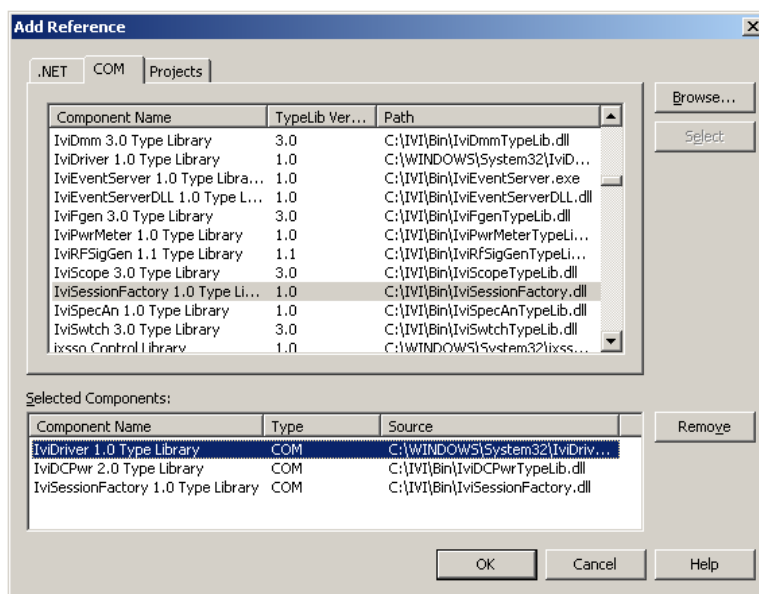 Add Reference
.NET COM Projects
Browse...
Select
Component Name TypeLib Ver... Path
IviDmm 3.0 Type Library 3.0 C:\IVI\Bin\IviDmmTypeLib.dll
IviDriver 1.0 Type Library 1.0 C:\WINDOWS\System32\IviD...
IviEventServer 1.0 Type Libra... 1.0 C:\IVI\Bin\IviEventServer.exe
IviEventServerDLL 1.0 Type L... 1.0 C:\IVI\Bin\IviEventServerDLL.dll
IviFgen 3.0 Type Library 3.0 C:\IVI\Bin\IviFgenTypeLib.dll
IviPwrMeter 1.0 Type Library 1.0 C:\IVI\Bin\IviPwrMeterTypeLi...
IviRFSigGen 1.1 Type Library 1.1 C:\IVI\Bin\IviRfSigGenTypeLi...
IviScope 3.0 Type Library 3.0 C:\IVI\Bin\IviScopeTypeLib.dll
IviSessionFactory 1.0 Type Li... 1.0 C:\IVI\Bin\IviSessionFactory.dll
IviSpecAn 1.0 Type Library 1.0 C:\IVI\Bin\IviSpecAnTypeLib.dll
IviSwtch 3.0 Type Library 3.0 C:\IVI\Bin\IviSwtchTypeLib.dll
ixsso Control Library 1.0 C:\WINDOWS\System32\ixss...
Selected Components:
Component Name Type Source
Remove
IviDriver 1.0 Type Library COM C:\WINDOWS\System32\IviDriv...
IviDCPwr 2.0 Type Library COM C:\IVI\Bin\IviDCPwrTypeLib.dll
IviSessionFactory 1.0 Type Library COM C:\IVI\Bin\IviSessionFactory.dll
OK Cancel Help